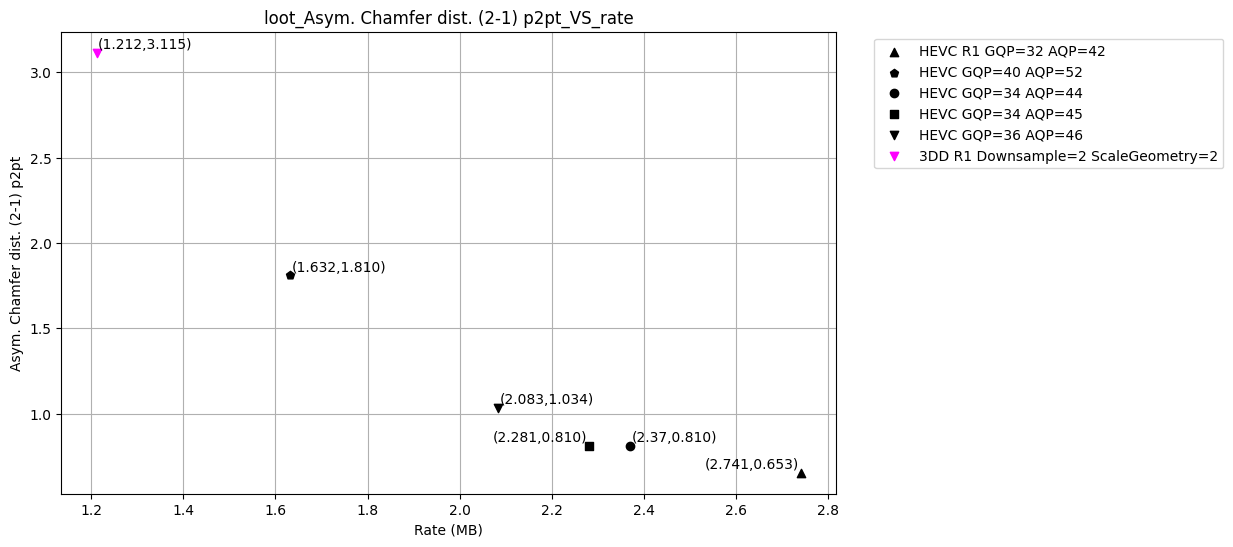 loot_Asym. Chamfer dist. (2-1) p2pt_VS_rate
(1.212,3.115)
HEVC R1 GQP=32 AQP=42
HEVC GQP=40 AQP=52
HEVC GQP=34 AQP=44
HEVC GQP=34 AQP=45
HEVC GQP=36 AQP=46
3DD R1 Downsample=2 ScaleGeometry=2
3.0
2.5
2.0
1.5
1.0
Asym. Chamfer dist. (2-1) p2pt
(1.632,1.810)
(2.083,1.034)
(2.281,0.810)
(2.37,0.810)
(2.741,0.653)
1.2
1.4
1.6
1.8
2.0
2.2
2.4
2.6
2.8
Rate (MB)